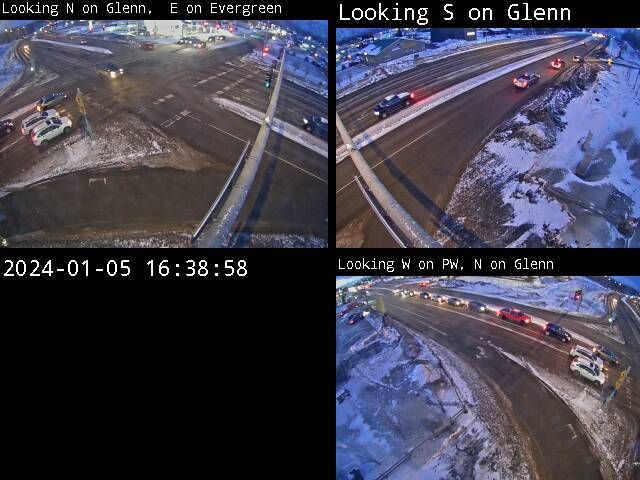 Looking N on Glenn,  E on Evergreen
Looking S on Glenn
2024-01-05 16:38:58
Looking W on PW, N on Glenn